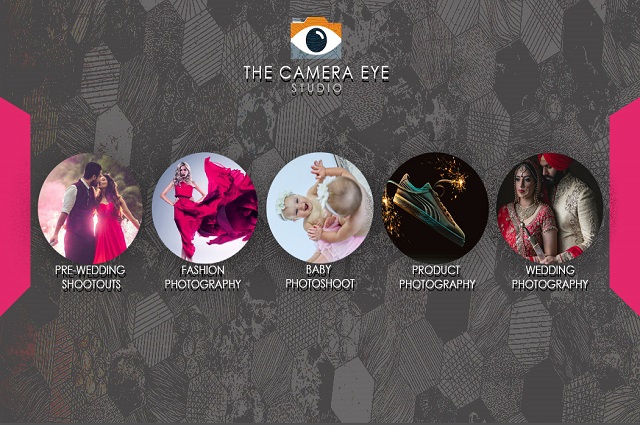 THE CAMERA EYE
STUDIO
PRE-WEDDING
SHOOTOUTS
FASHION
PHOTOGRAPHY
BABY
PHOTOSHOOT
PRODUCT
PHOTOGRAPHY
WEDDING
PHOTOGRAPHY